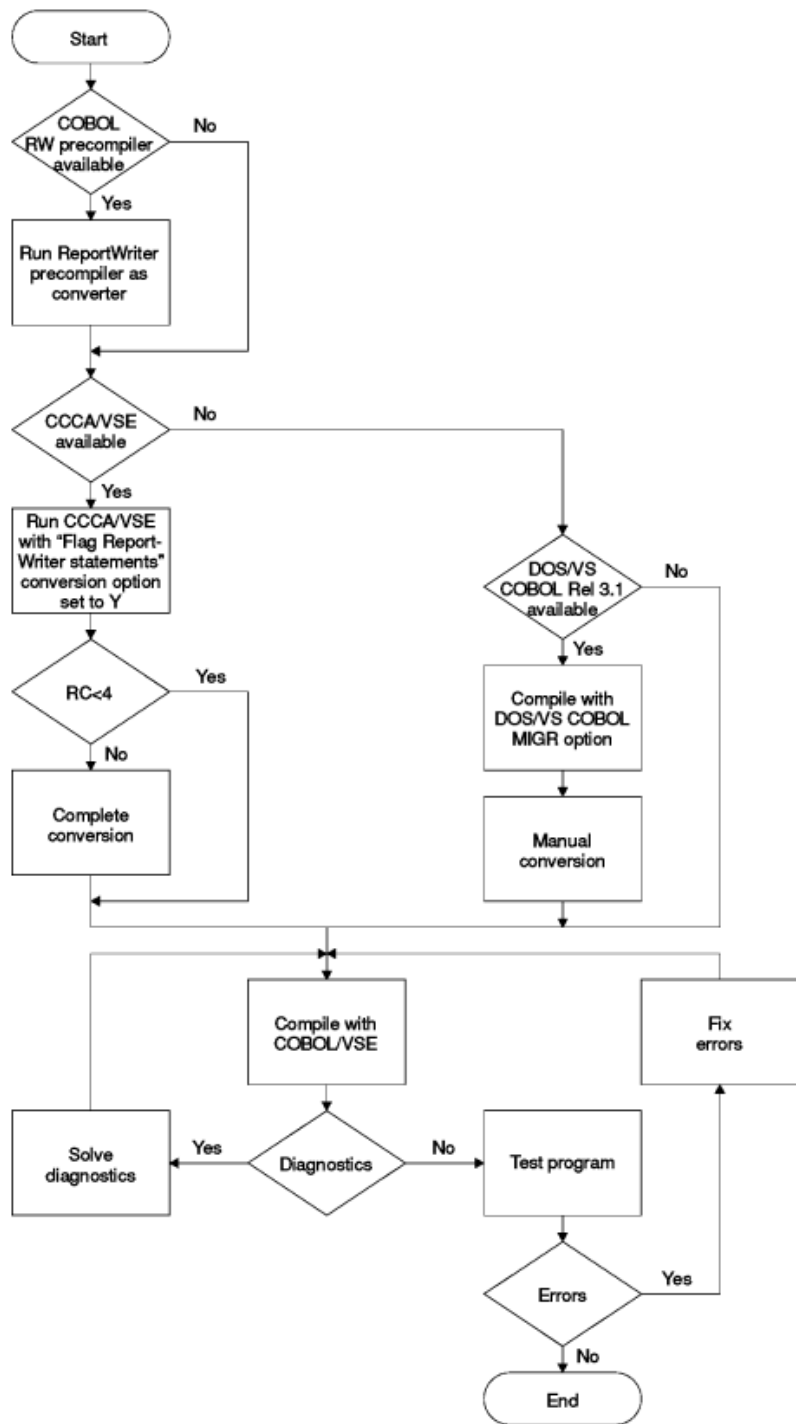 Start
COBOL
RW precompiler
available
No
Yes
Run ReportWriter
precompiler as
converter
CCCA/VSE
available
No
Yes
Run CCCA/VSE
with “Flag Report-
Writer statements”
conversion option
set to Y
DOS/VS
COBOL Rel 3.1
available
No
Yes
RC<4
Yes
No
Compile with
DOS/VS COBOL
MIGR option
Complete
conversion
Manual
conversion
Compile with
COBOL/VSE
Fix
errors
Solve
diagnostics
Yes
Diagnostics
No
Test program
Errors
Yes
No
End